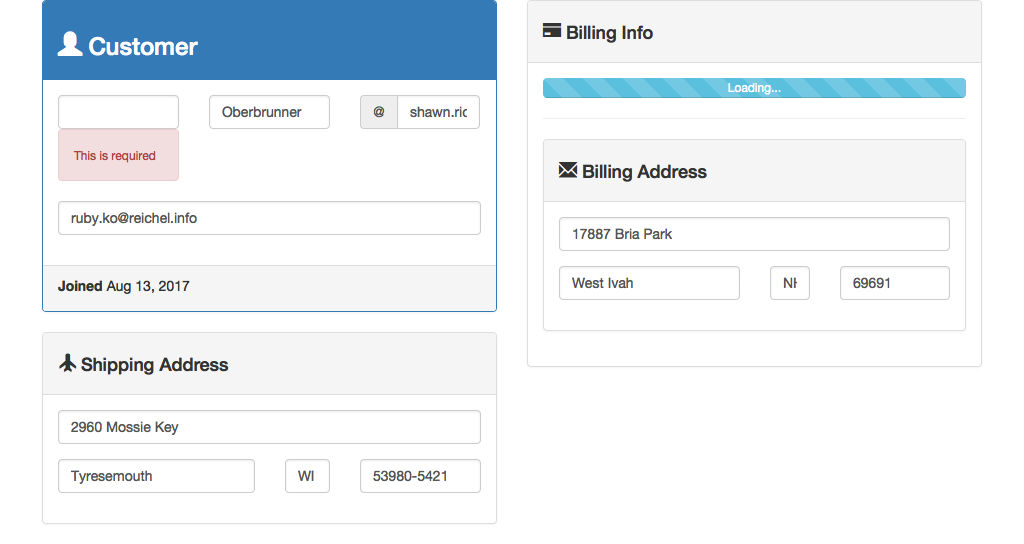 Customer
Oberbrunner
@ shawn.ric
This is required
ruby.ko@reichel.info
Joined Aug 13, 2017
Shipping Address
2960 Mossie Key
Tyresemouth WI 53980-5421
Billing Info
Loading...
Billing Address
17887 Bria Park
West Ivah 69691